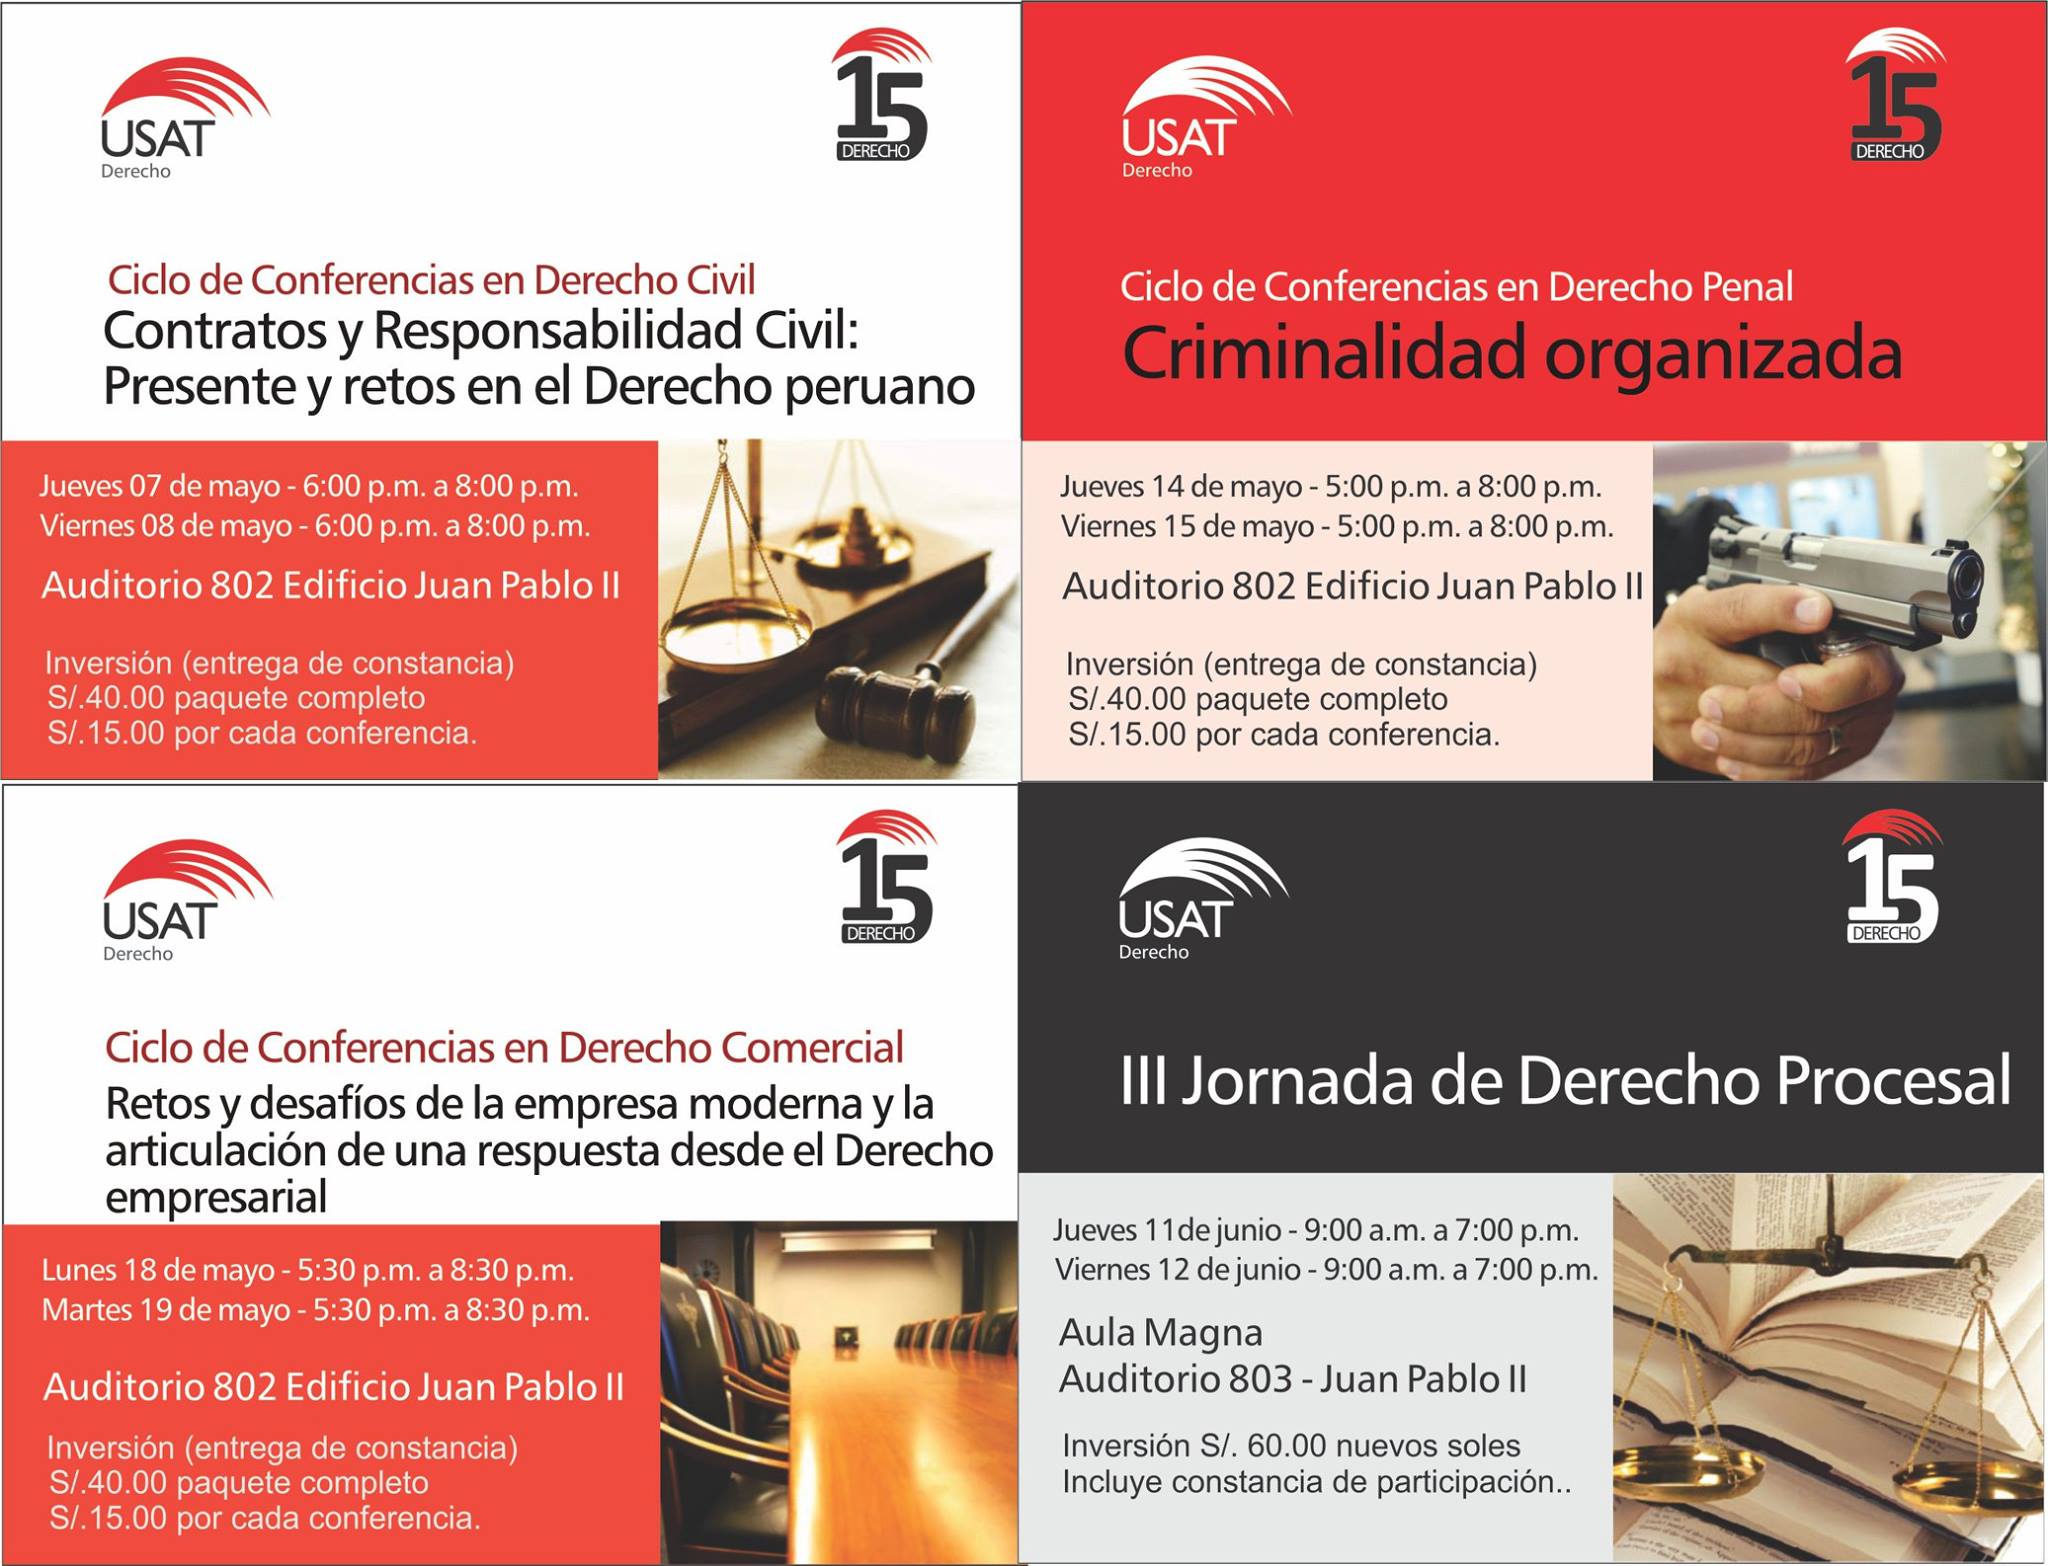 USAT
Derecho
15
DERECHO
Ciclo de Conferencias en Derecho Civil
Contratos y Responsabilidad Civil:
Presente y retos en el Derecho peruano
Jueves 07 de mayo - 6:00 p.m. a 8:00 p.m.
Viernes 08 de mayo - 6:00 p.m. a 8:00 p.m.
Auditorio 802 Edificio Juan Pablo II
Inversión (entrega de constancia)
S/.40.00 paquete completo
S/.15.00 por cada conferencia.
USAT
Derecho
15
DERECHO
Ciclo de Conferencias en Derecho Penal
Criminalidad organizada
Jueves 14 de mayo - 5:00 p.m. a 8:00 p.m.
Viernes 15 de mayo - 5:00 p.m. a 8:00 p.m.
Auditorio 802 Edificio Juan Pablo II
Inversión (entrega de constancia)
S/.40.00 paquete completo
S/.15.00 por cada conferencia.
USAT
Derecho
15
DERECHO
Ciclo de Conferencias en Derecho Comercial
Retos y desafíos de la empresa moderna y la
articulación de una respuesta desde el Derecho
empresarial
Lunes 18 de mayo - 5:30 p.m. a 8:30 p.m.
Martes 19 de mayo - 5:30 p.m. a 8:30 p.m.
Auditorio 802 Edificio Juan Pablo II
Inversión (entrega de constancia)
S/.40.00 paquete completo
S/.15.00 por cada conferencia.
USAT
Derecho
15
DERECHO
III Jornada de Derecho Procesal
Jueves 11de junio - 9:00 a.m. a 7:00 p.m.
Viernes 12 de junio - 9:00 a.m. a 7:00 p.m.
Aula Magna
Auditorio 803 - Juan Pablo II
Inversión S/. 60.00 nuevos soles
Incluye constancia de participación..